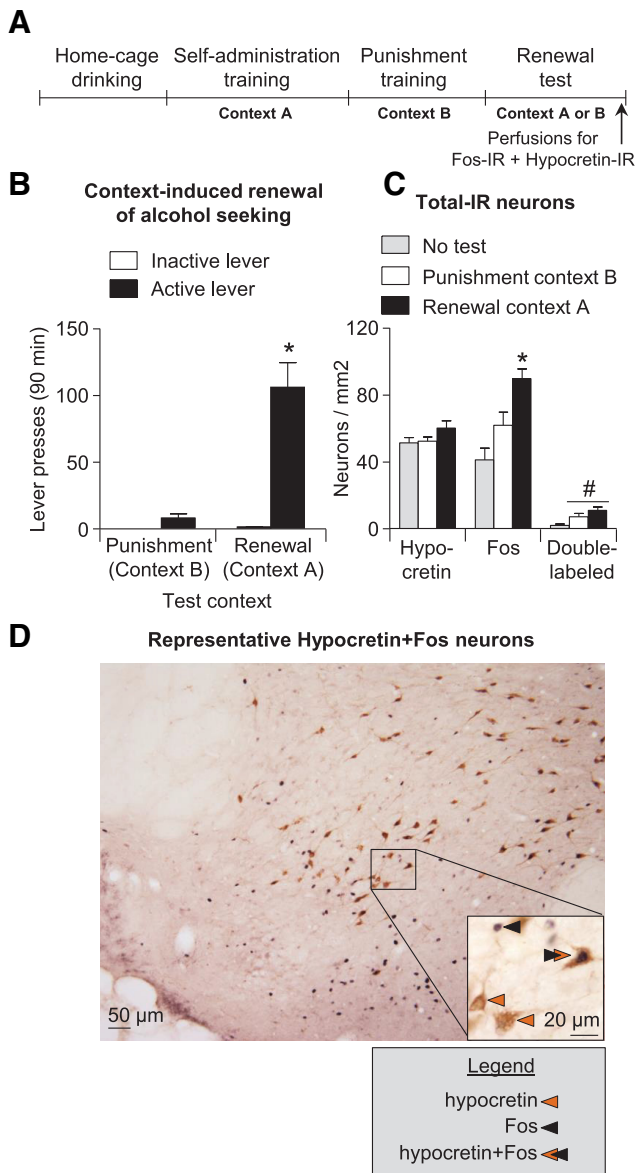 A
Home-cage drinking
Self-administration training
Punishment training
Renewal test
Context A
Context B
Context A or B
Perfusions for
Fos-IR + Hypocretin-IR
B
Context-induced renewal
of alcohol seeking
Inactive lever
Active lever
Lever presses (90 min)
150
100
50
0
*
Punishment
(Context B)
Renewal
(Context A)
Test context
C
Total-IR neurons
No test
Punishment context B
Renewal context A
Neurons / mm2
120
80
40
0
*
#
Hypo-
cretin
Fos
Double-
labeled
D
Representative Hypocretin+Fos neurons
50 µm
20 µm
Legend
hypocretin
Fos
hypocretin+Fos